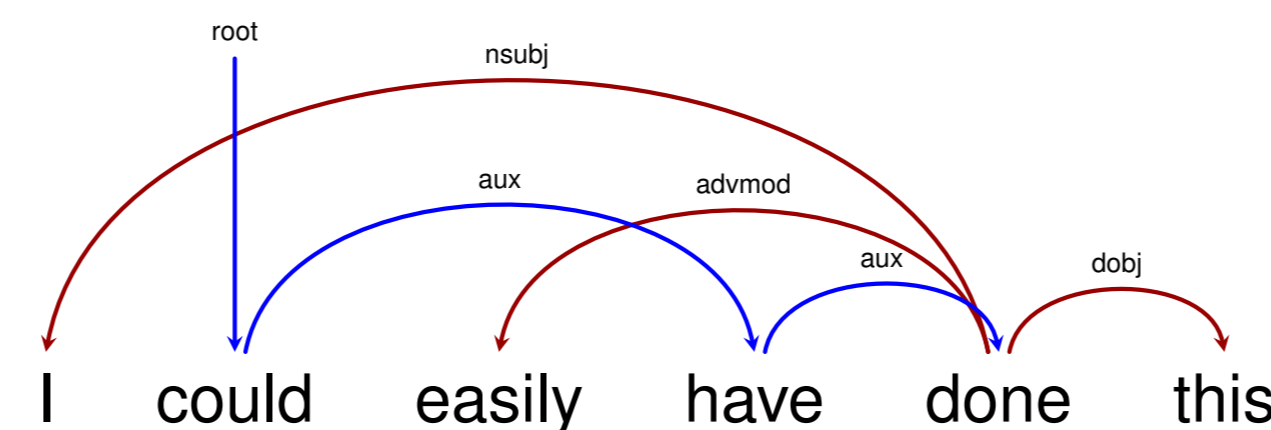 root
nsubj
aux
advmod
aux
dobj
I could easily have done this